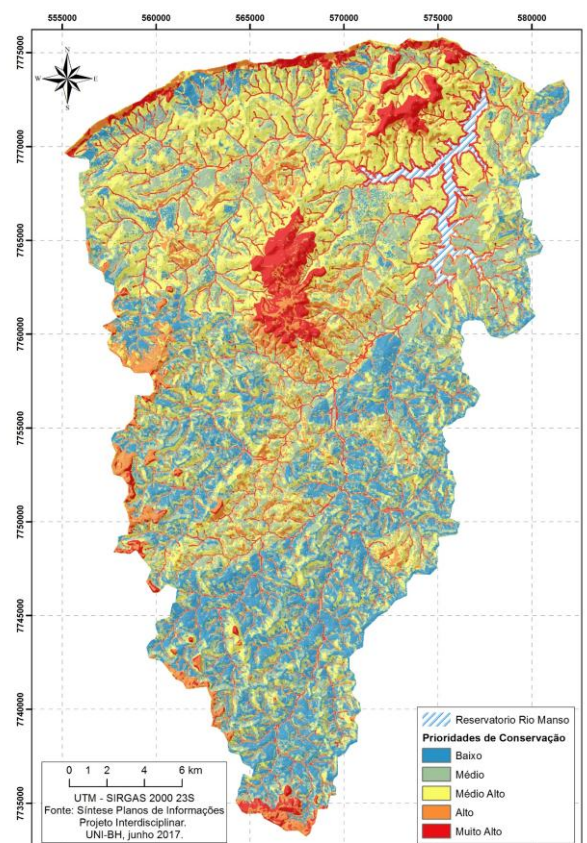 555000 560000 565000 570000 575000 580000
7775000
N
W E
S
7770000
7765000
7760000
7755000
7750000
7745000
7740000
7735000
Reservatorio Rio Manso
Prioridades de Conservação
Baixo
Médio
Médio Alto
Alto
Muito Alto
0 1 2 4 6 km
UTM - SIRGAS 2000 23S
Fonte: Síntese Planos de Informações
Projeto Interdisciplinar.
UNI-BH, junho 2017.